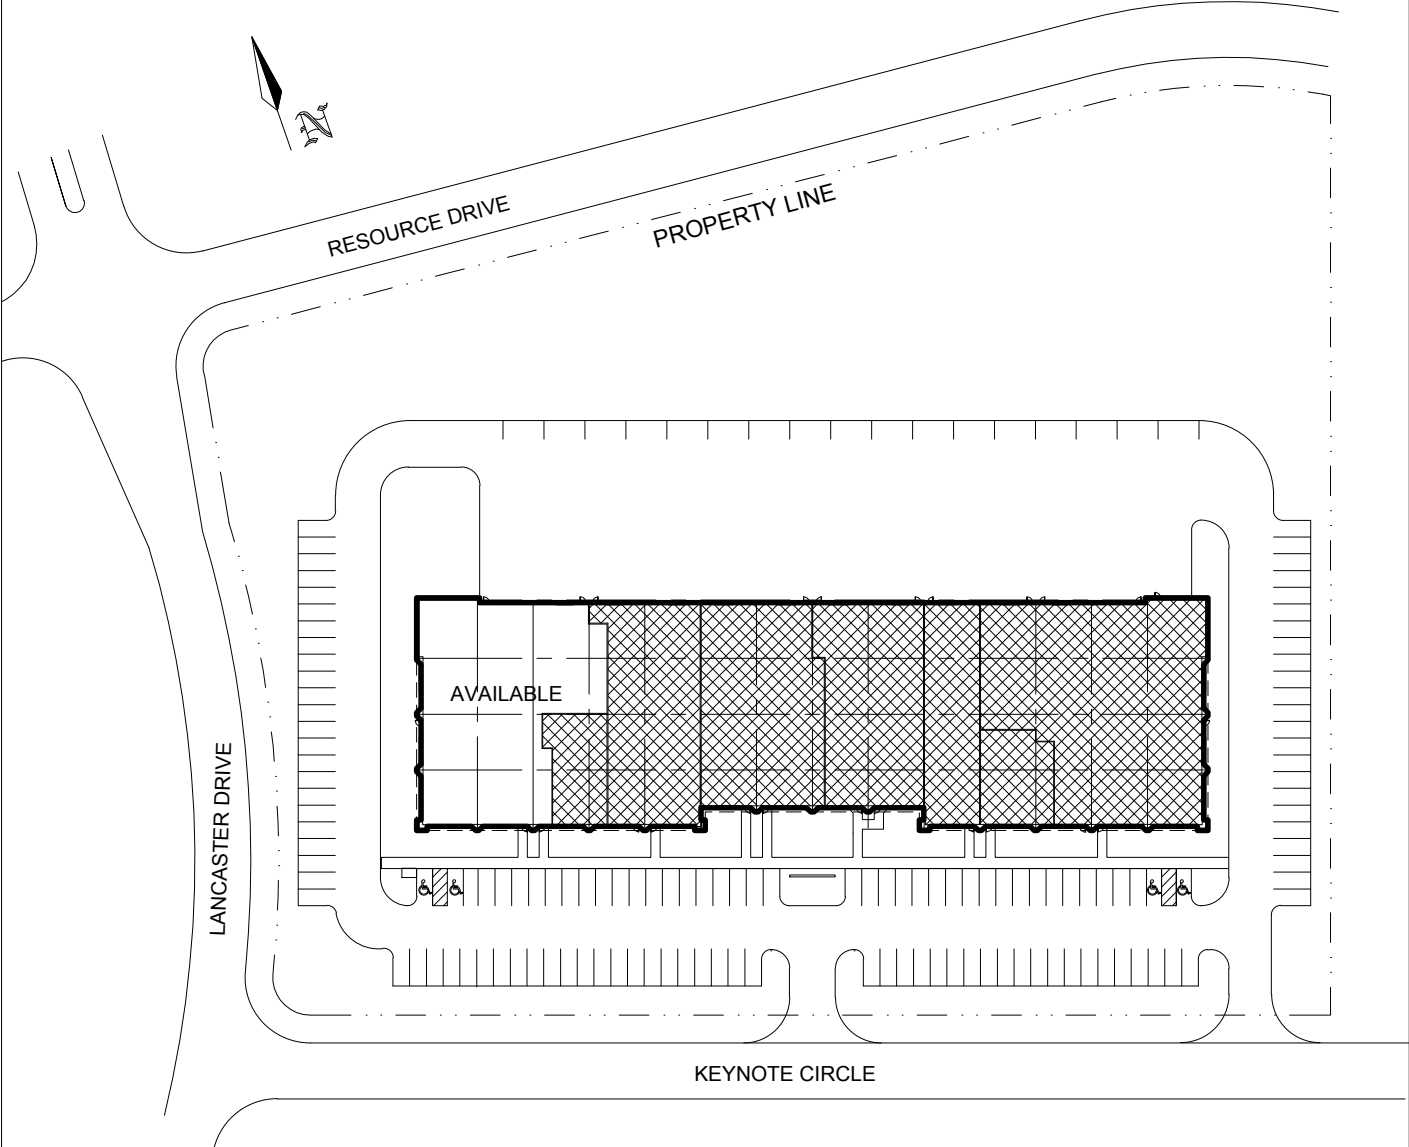 N
RESOURCE DRIVE
PROPERTY LINE
AVAILABLE
LANCASTER DRIVE
KEYNOTE CIRCLE